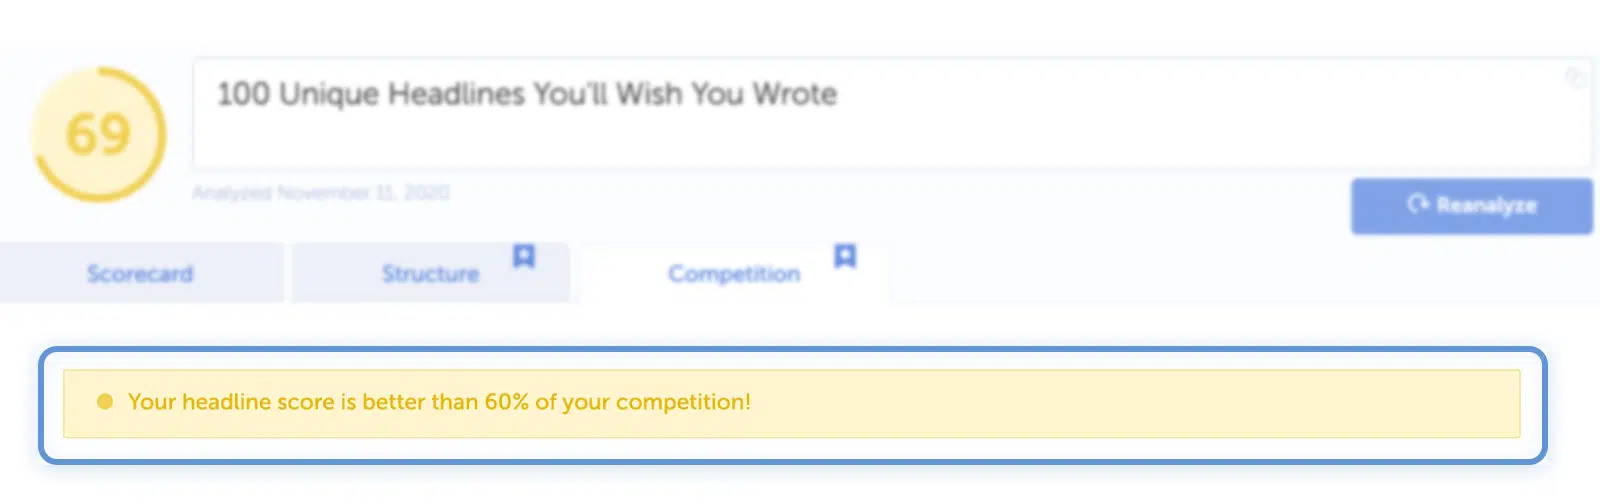 69
100 Unique Headlines You'll Wish You Wrote
Analyzed November 11, 2020
Reanalyze
Scorecard
Structure
Competition
Your headline score is better than 60% of your competition!